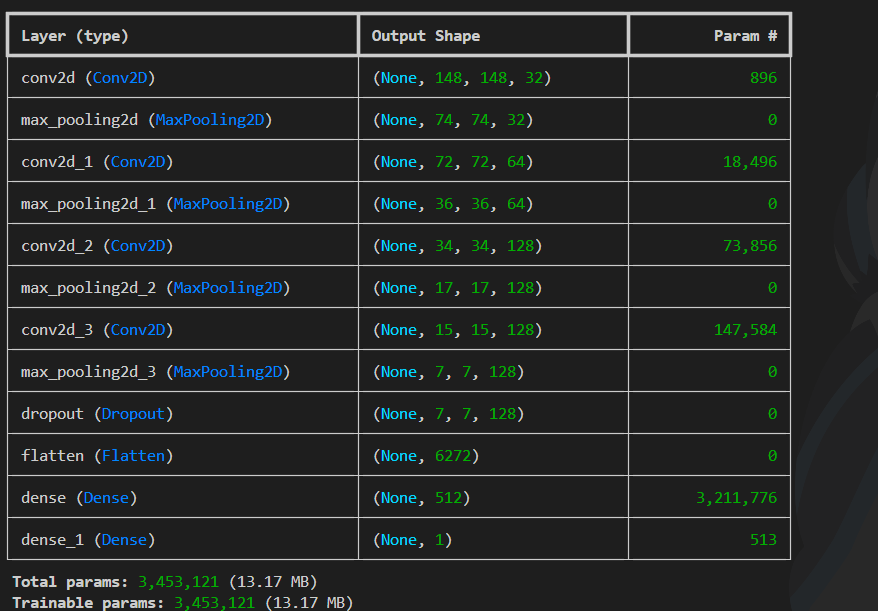 Layer (type) Output Shape Param #
conv2d (Conv2D) (None, 148, 148, 32) 896
max_pooling2d (MaxPooling2D) (None, 74, 74, 32) 0
conv2d_1 (Conv2D) (None, 72, 72, 64) 18,496
max_pooling2d_1 (MaxPooling2D) (None, 36, 36, 64) 0
conv2d_2 (Conv2D) (None, 34, 34, 128) 73,856
max_pooling2d_2 (MaxPooling2D) (None, 17, 17, 128) 0
conv2d_3 (Conv2D) (None, 15, 15, 128) 147,584
max_pooling2d_3 (MaxPooling2D) (None, 7, 7, 128) 0
dropout (Dropout) (None, 7, 7, 128) 0
flatten (Flatten) (None, 6272) 0
dense (Dense) (None, 512) 3,211,776
dense_1 (Dense) (None, 1) 513
Total params: 3,453,121 (13.17 MB)
Trainable params: 3,453,121 (13.17 MB)